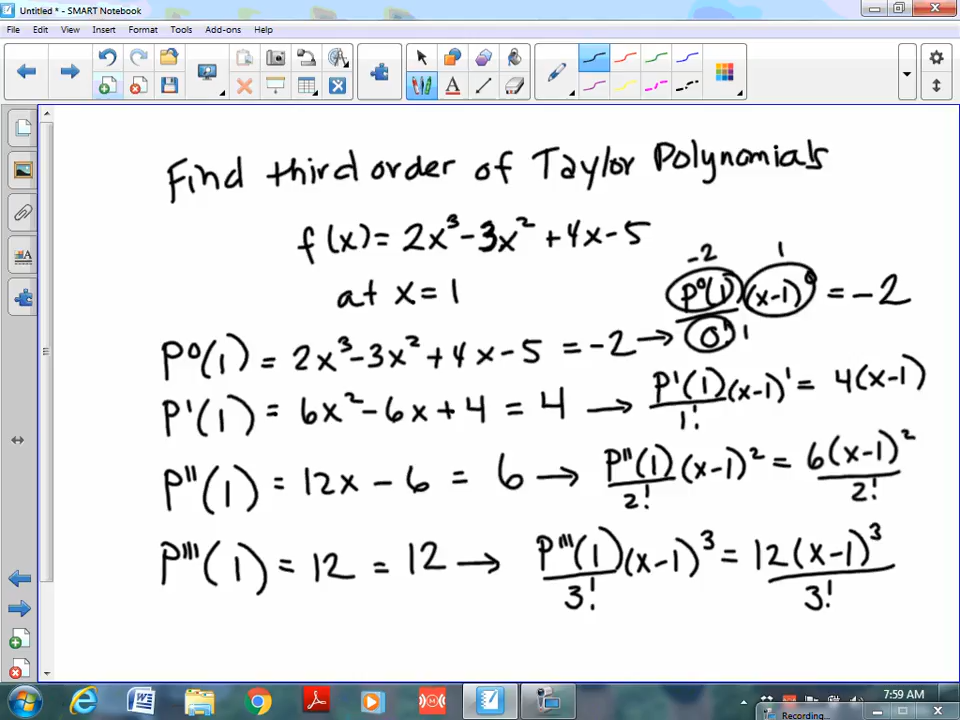 Untitled * - SMART Notebook
File Edit View Insert Format Tools Add-ons Help
Find third order of Taylor Polynomials
f(x)= 2x³-3x²+4x-5
at x=1
-2 1
P⁰(1)(x-1)⁰ = -2
0! 1
P⁰(1) = 2x³-3x²+4x-5 = -2 →
P'(1) = 6x²-6x+4 = 4 → P'(1)(x-1)¹ = 4(x-1)
1!
P''(1) = 12x - 6 = 6 → P''(1)(x-1)² = 6(x-1)²
2! 2!
P'''(1) = 12 = 12 → P'''(1)(x-1)³ = 12(x-1)³
3! 3!
7:59 AM
Recording...